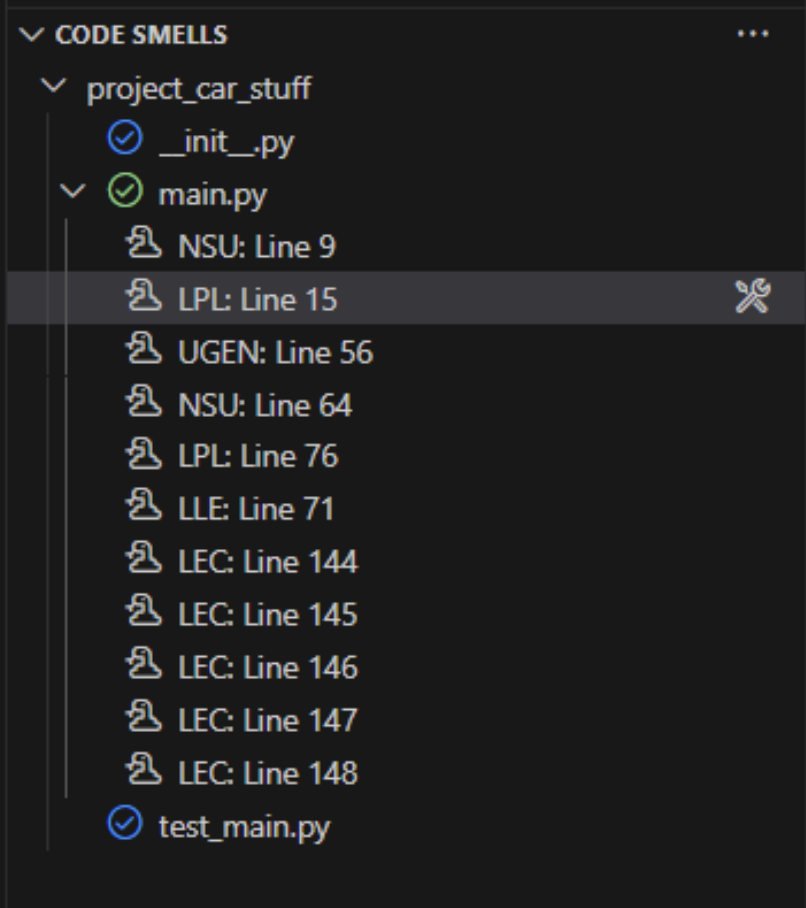 CODE SMELLS
project_car_stuff
__init__.py
main.py
NSU: Line 9
LPL: Line 15
UGEN: Line 56
NSU: Line 64
LPL: Line 76
LLE: Line 71
LEC: Line 144
LEC: Line 145
LEC: Line 146
LEC: Line 147
LEC: Line 148
test_main.py